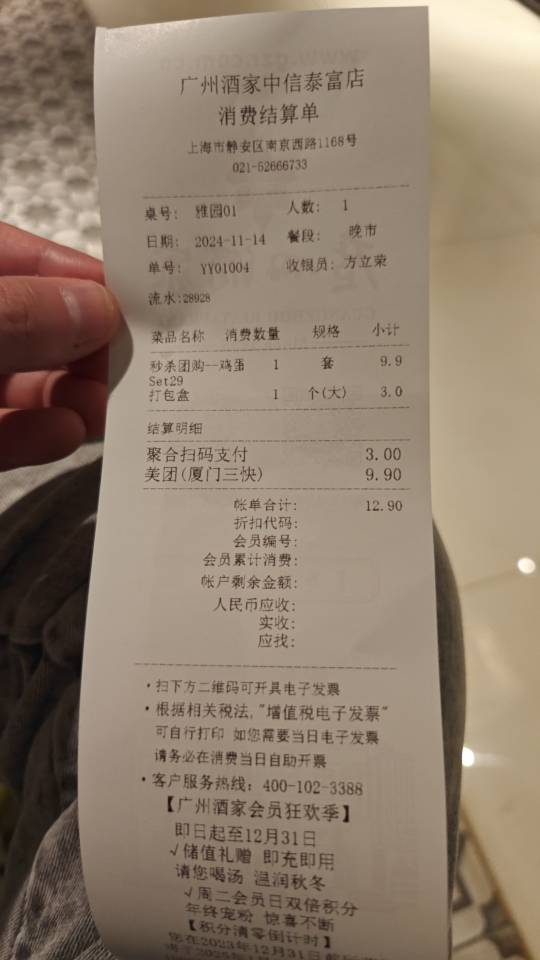 广州酒家中信泰富店
消费结算单
上海市静安区南京西路1168号
021-52666733
桌号: 雅园01 人数: 1
日期: 2024-11-14 餐段: 晚市
单号: YY01004 收银员: 方立荣
流水:28928
菜品名称 消费数量 规格 小计
秒杀团购--鸡蛋 1 套 9.9
Set29
打包盒 1 个(大) 3.0
结算明细
聚合扫码支付 3.00
美团(厦门三快) 9.90
帐单合计: 12.90
折扣代码:
会员编号:
会员累计消费:
帐户剩余金额:
人民币应收:
实收:
应找:
·扫下方二维码可开具电子发票
·根据相关税法,"增值税电子发票"
可自行打印 如您需要当日电子发票
请务必在消费当日自助开票
·客户服务热线: 400-102-3388
【广州酒家会员狂欢季】
即日起至12月31日
√储值礼赠 即充即用
请您喝汤 温润秋冬
√周二会员日双倍积分
年终宠粉 惊喜不断
【积分清零倒计时】
您在2023年12月31日前